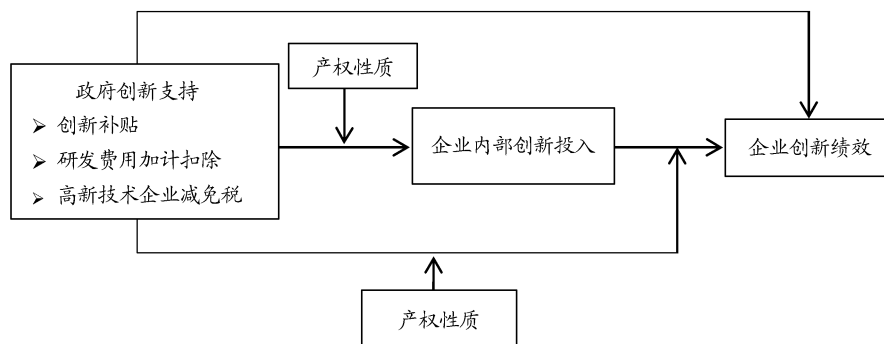 产权性质
政府创新支持
创新补贴
研发费用加计扣除
高新技术企业减免税
企业内部创新投入
企业创新绩效
产权性质